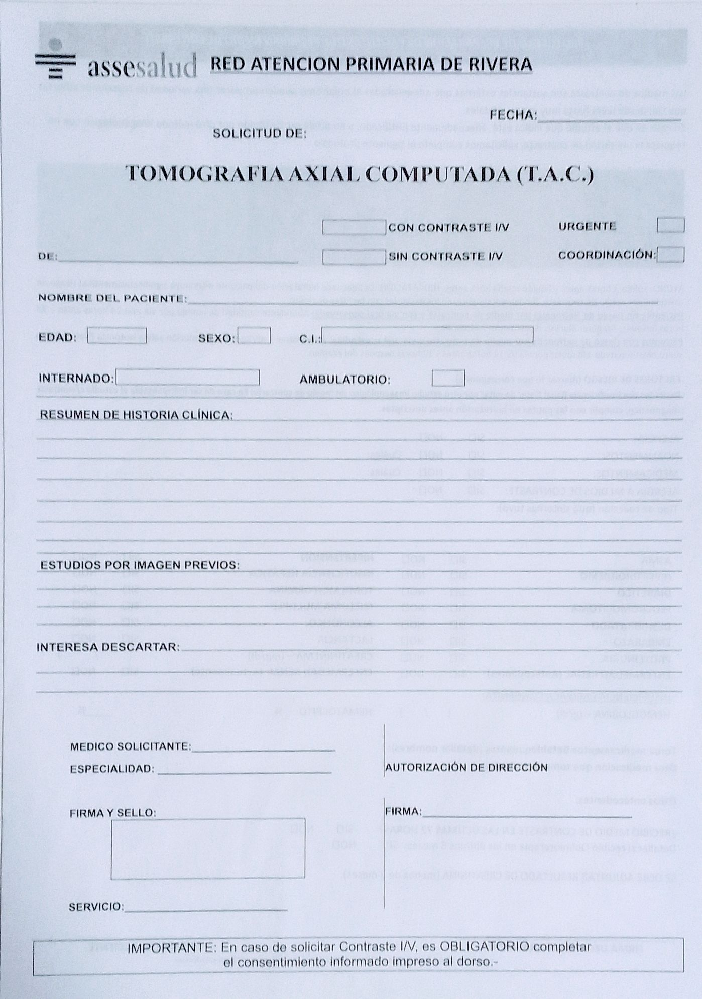 assesalud RED ATENCION PRIMARIA DE RIVERA
FECHA:
SOLICITUD DE:
TOMOGRAFIA AXIAL COMPUTADA (T.A.C.)
CON CONTRASTE I/V URGENTE
DE: SIN CONTRASTE I/V COORDINACIÓN:
NOMBRE DEL PACIENTE:
EDAD: SEXO: C.I.:
INTERNADO: AMBULATORIO:
RESUMEN DE HISTORIA CLÍNICA:
ESTUDIOS POR IMAGEN PREVIOS:
INTERESA DESCARTAR:
MEDICO SOLICITANTE:
ESPECIALIDAD: AUTORIZACIÓN DE DIRECCIÓN
FIRMA Y SELLO: FIRMA:
SERVICIO:
IMPORTANTE: En caso de solicitar Contraste I/V, es OBLIGATORIO completar
el consentimiento informado impreso al dorso.-